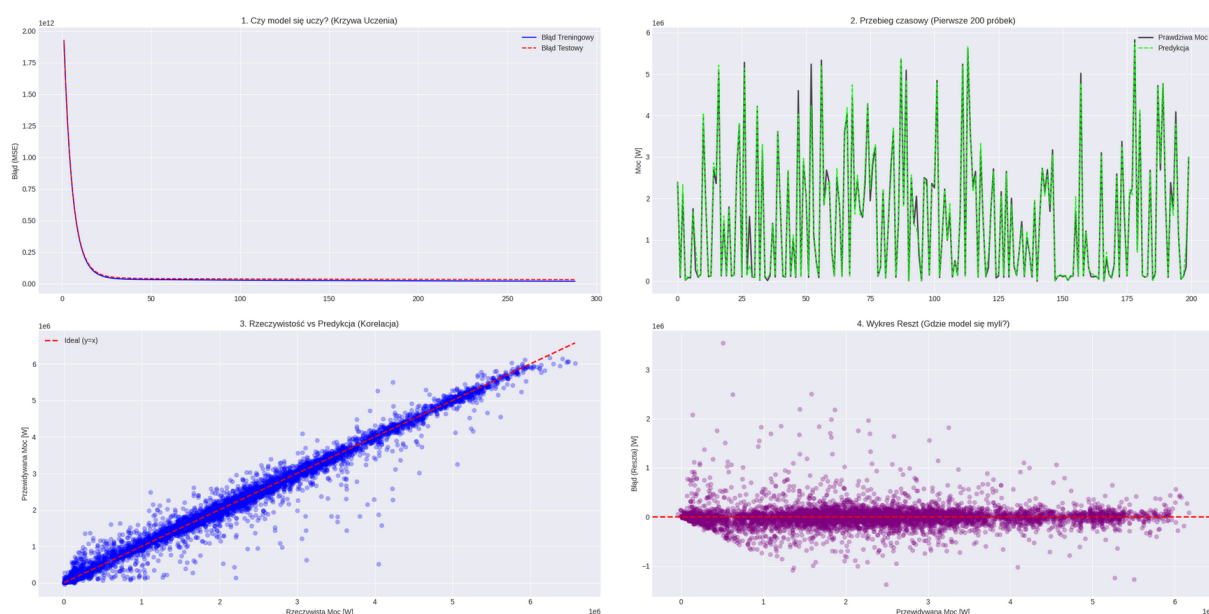 1. Czy model się uczy? (Krzywa Uczenia)
1e12
2.00
1.75
1.50
1.25
1.00
0.75
0.50
0.25
0.00
Błąd (MSE)
Błąd Treningowy
Błąd Testowy
0 50 100 150 200 250 300
2. Przebieg czasowy (Pierwsze 200 próbek)
1e6
6
5
4
3
2
1
0
Moc [W]
Prawdziwa Moc
Predykcja
0 25 50 75 100 125 150 175 200
3. Rzeczywistość vs Predykcja (Korelacja)
1e6
Ideal (y=x)
6
5
4
3
2
1
0
Przewidywana Moc [W]
0 1 2 3 4 5 6
Rzeczywista Moc [W]
1e6
4. Wykres Reszt (Gdzie model się myli?)
1e6
3
2
1
0
−1
Błąd (Reszta) [W]
0 1 2 3 4 5 6
Przewidywana Moc [W]